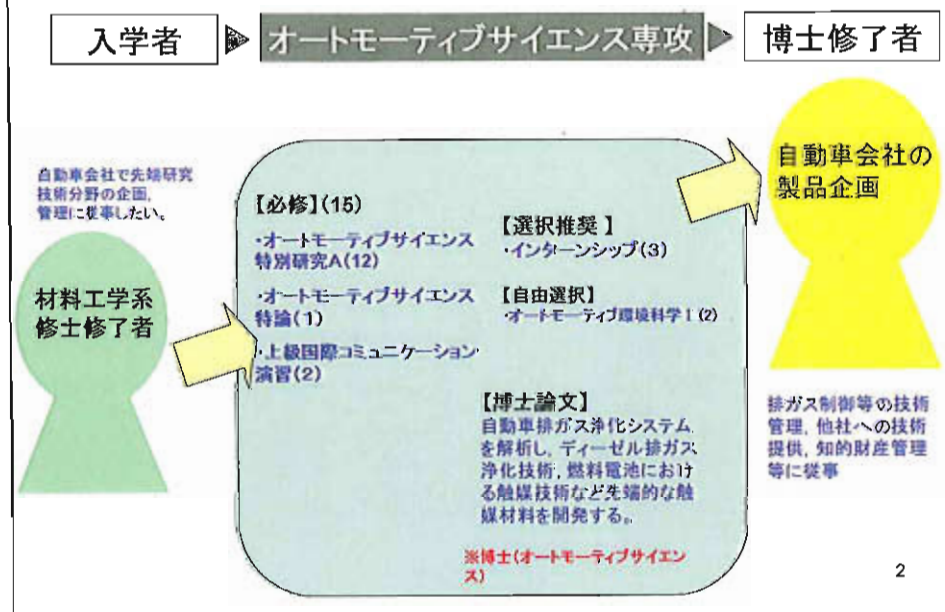 入学者
オートモーティブサイエンス専攻
博士修了者
自動車会社で先端研究
技術分野の企画,
管理に従事したい。
材料工学系
修士修了者
【必修】(15)
・オートモーティブサイエンス
特別研究A(12)
・オートモーティブサイエンス
特論(1)
・上級国際コミュニケーション
演習(2)
【選択推奨】
・インターンシップ(3)
【自由選択】
・オートモーティブ環境科学Ⅰ(2)
【博士論文】
自動車排ガス浄化システム
を解析し, ディーゼル排ガス
浄化技術, 燃料電池におけ
る触媒技術など先端的な触
媒材料を開発する。
※博士(オートモーティブサイエン
ス)
自動車会社の
製品企画
排ガス制御等の技術
管理, 他社への技術
提供, 知的財産管理
等に従事
2